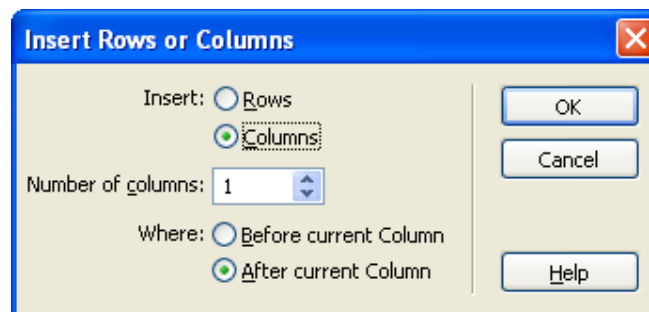 Insert Rows or Columns
Insert: Rows
Columns
Number of columns: 1
Where: Before current Column
After current Column
OK
Cancel
Help